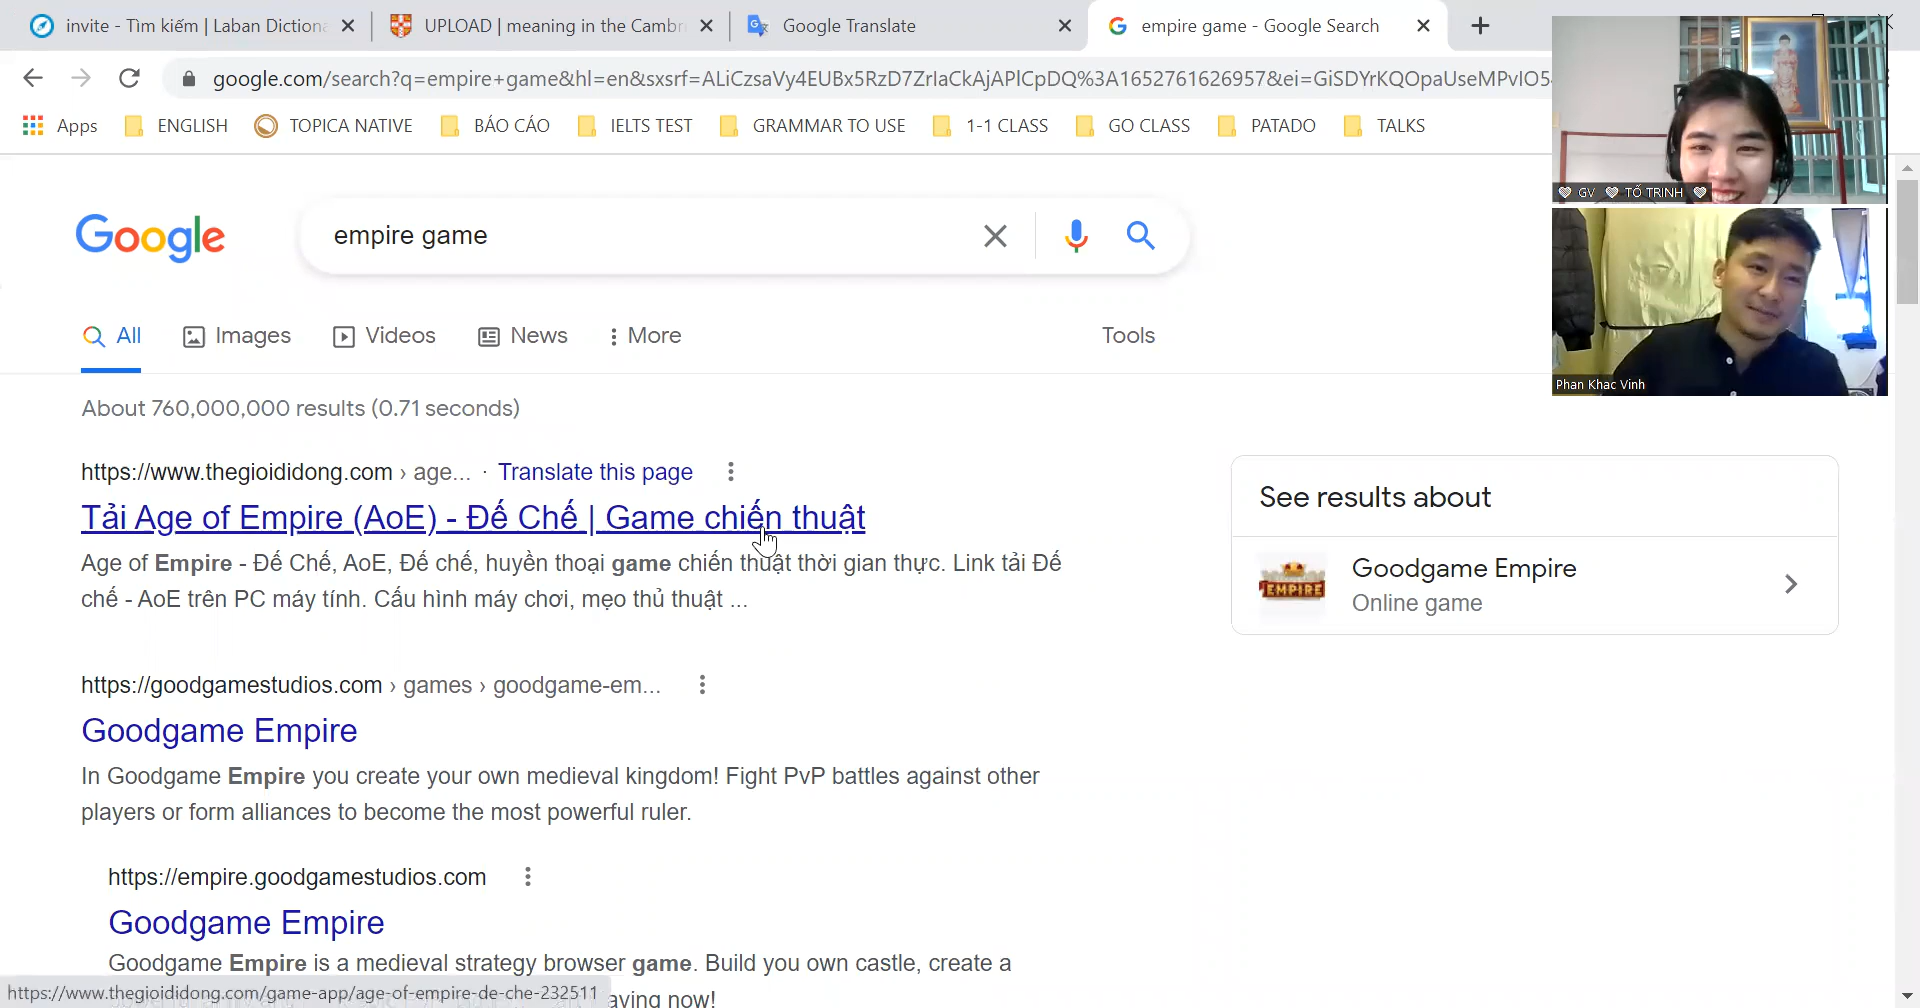 invite - Tìm kiếm | Laban Dictiona
UPLOAD | meaning in the Cambri
Google Translate
empire game - Google Search
google.com/search?q=empire+game&hl=en&sxsrf=ALiCzsaVy4EUBx5RzD7ZrIaCkAjAPlCpDQ%3A1652761626957&ei=GiSDYrKQOpaUseMPvIO5
Apps
ENGLISH
TOPICA NATIVE
BÁO CÁO
IELTS TEST
GRAMMAR TO USE
1-1 CLASS
GO CLASS
PATADO
TALKS
GV TỐ TRINH
Phan Khac Vinh
Google
empire game
All
Images
Videos
News
More
Tools
About 760,000,000 results (0.71 seconds)
https://www.thegioididong.com › age... · Translate this page
Tải Age of Empire (AoE) - Đế Chế | Game chiến thuật
Age of Empire - Đế Chế, AoE, Đế chế, huyền thoại game chiến thuật thời gian thực. Link tải Đế
chế - AoE trên PC máy tính. Cấu hình máy chơi, mẹo thủ thuật ...
See results about
EMPIRE
Goodgame Empire
Online game
https://goodgamestudios.com › games › goodgame-em...
Goodgame Empire
In Goodgame Empire you create your own medieval kingdom! Fight PvP battles against other
players or form alliances to become the most powerful ruler.
https://empire.goodgamestudios.com
Goodgame Empire
Goodgame Empire is a medieval strategy browser game. Build you own castle, create a
aying now!
https://www.thegioididong.com/game-app/age-of-empire-de-che-232511